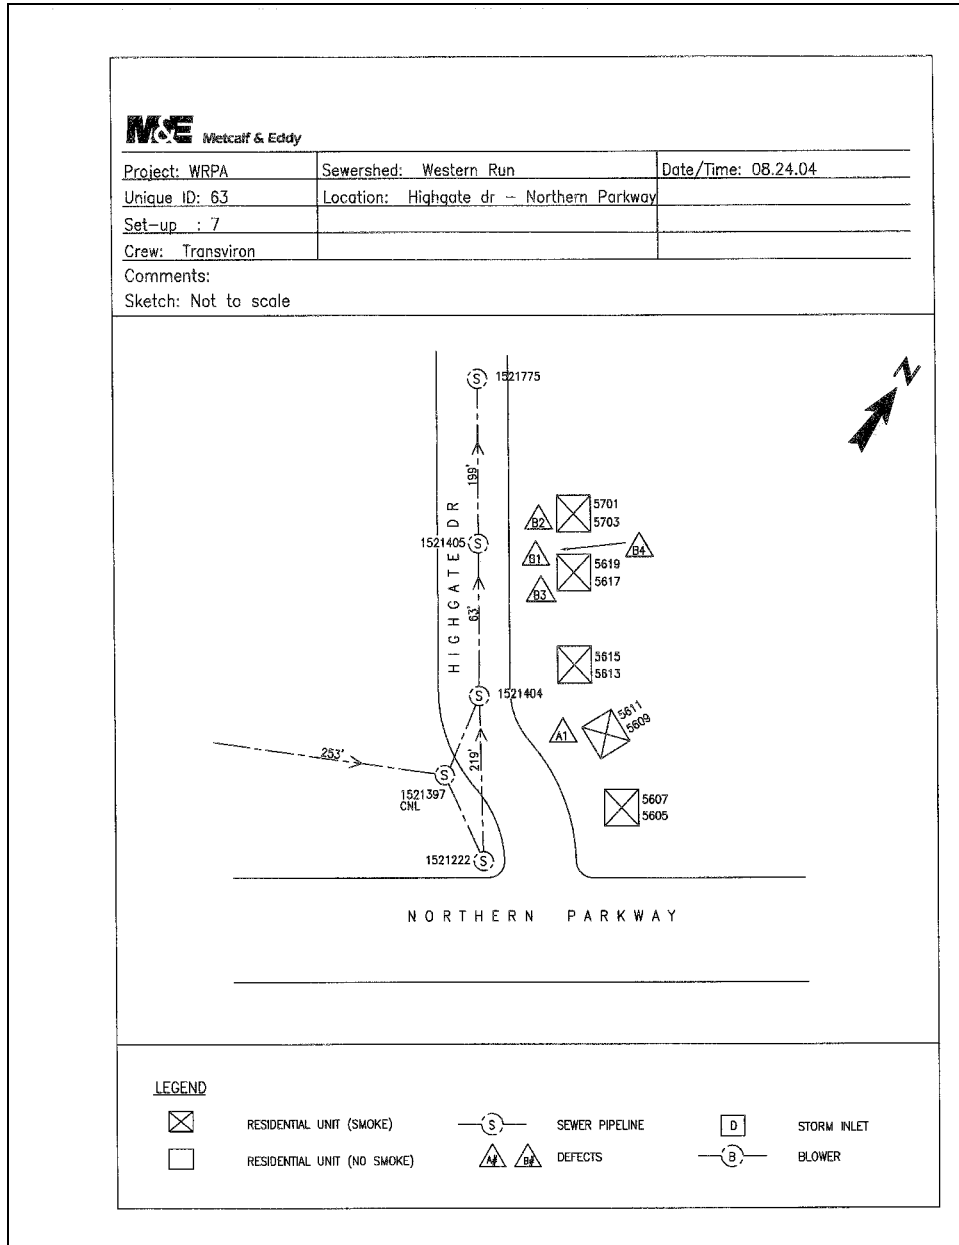 M&E Metcalf & Eddy
Project: WRPA
Sewershed: Western Run
Date/Time: 08.24.04
Unique ID: 63
Location: Highgate dr - Northern Parkway
Set-up : 7
Crew: Transviron
Comments:
Sketch: Not to scale
N
S 1521775
199'
HIGHGATE DR
B2
5701
5703
1521405 S
B1
B4
5619
5617
B3
63'
5615
5613
S 1521404
A1
5611
5609
253'
219'
S
1521397
CNL
5607
5605
1521222 S
NORTHERN PARKWAY
LEGEND
RESIDENTIAL UNIT (SMOKE)
S SEWER PIPELINE
D STORM INLET
RESIDENTIAL UNIT (NO SMOKE)
A# B# DEFECTS
B BLOWER